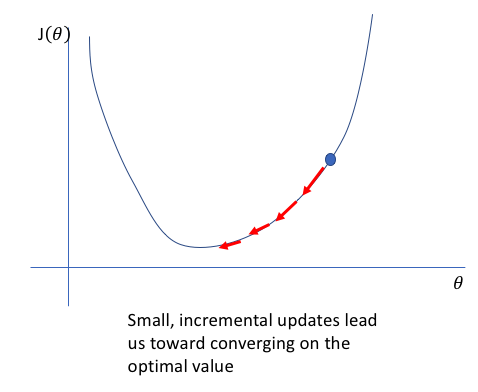 J(θ)
θ
Small, incremental updates lead
us toward converging on the
optimal value